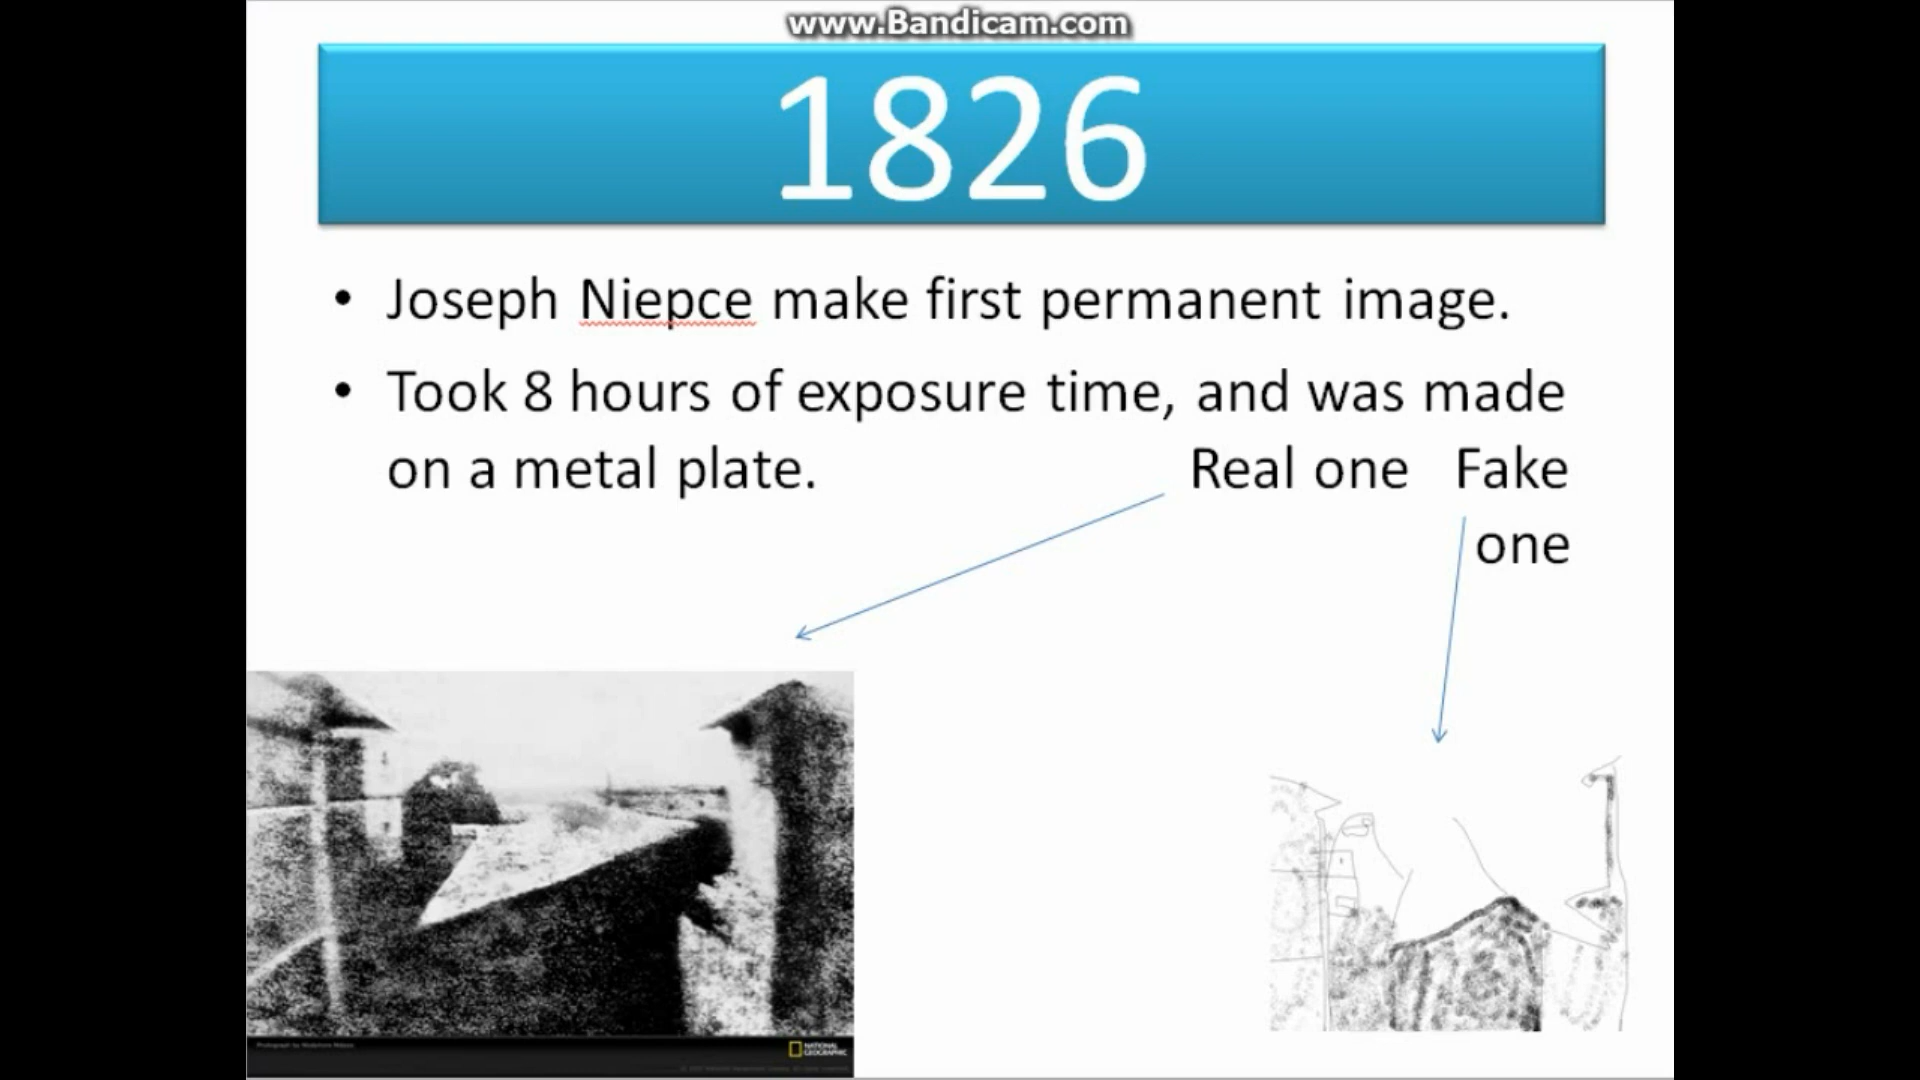 www.Bandicam.com
1826
• Joseph Niepce make first permanent image.
• Took 8 hours of exposure time, and was made
on a metal plate. Real one Fake
one
NATIONAL
GEOGRAPHIC